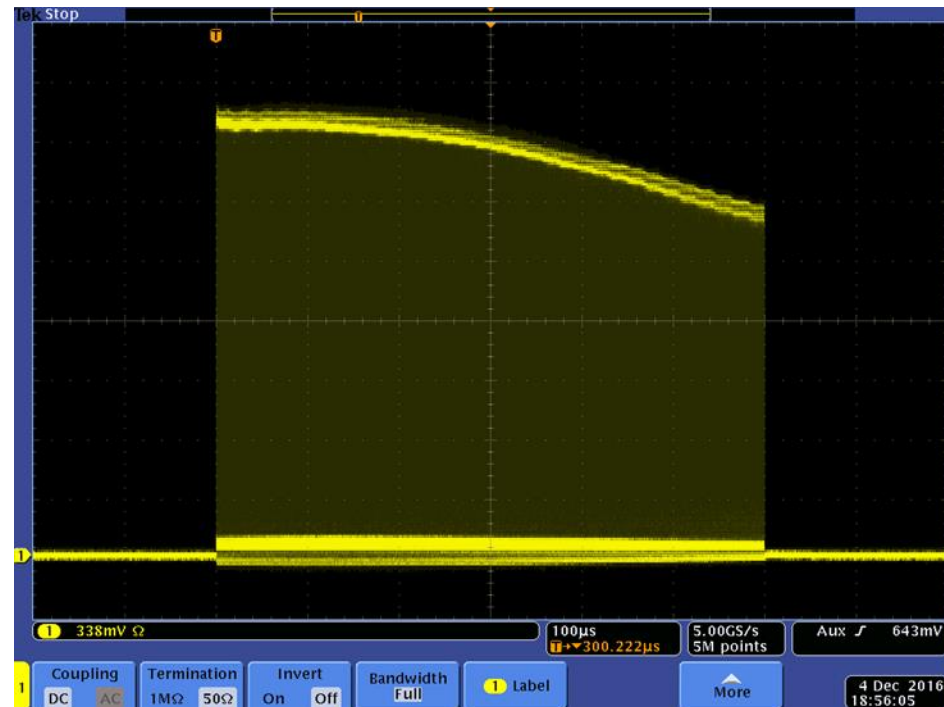 Tek Stop
T
T
1
1 338mV Ω
100µs
T→▼300.222µs
5.00GS/s
5M points
Aux ʃ 643mV
1
Coupling
DC AC
Termination
1MΩ 50Ω
Invert
On Off
Bandwidth
Full
1 Label
More
4 Dec 2016
18:56:05